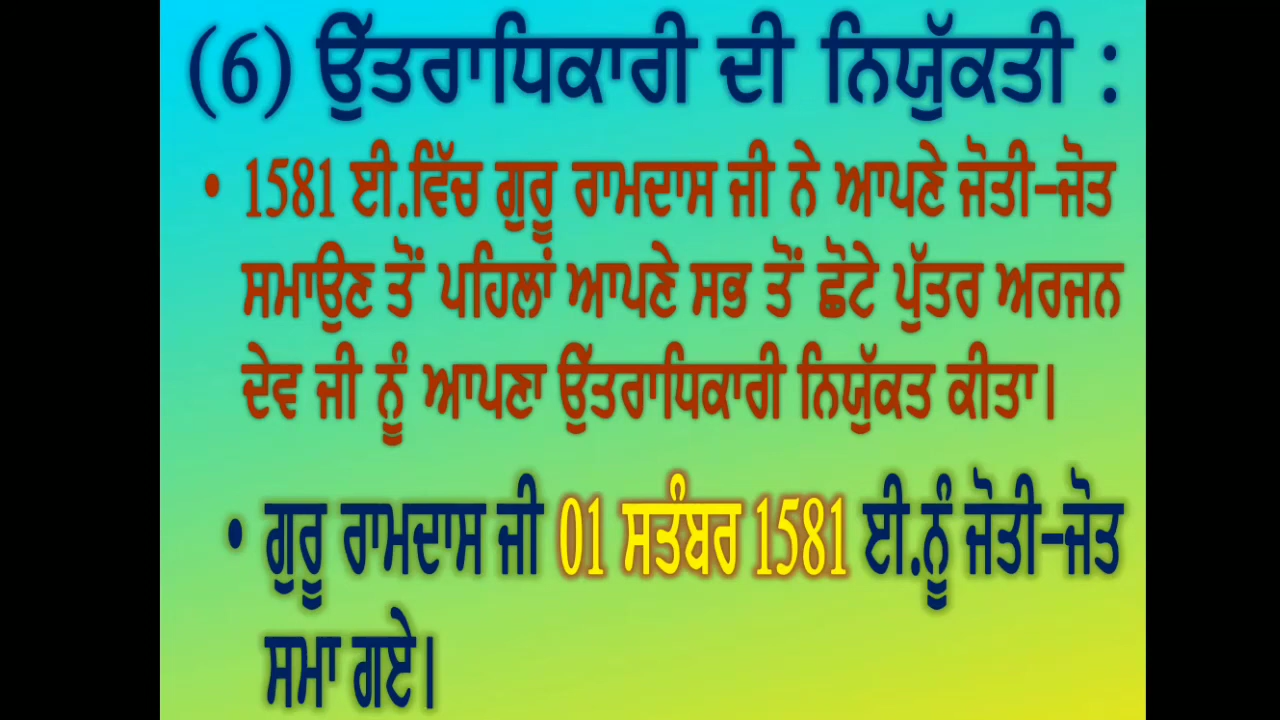 (6) ਉੱਤਰਾਧਿਕਾਰੀ ਦੀ ਨਿਯੁੱਕਤੀ :
• 1581 ਈ.ਵਿੱਚ ਗੁਰੂ ਰਾਮਦਾਸ ਜੀ ਨੇ ਆਪਣੇ ਜੋਤੀ-ਜੋਤ
ਸਮਾਉਣ ਤੋਂ ਪਹਿਲਾਂ ਆਪਣੇ ਸਭ ਤੋਂ ਛੋਟੇ ਪੁੱਤਰ ਅਰਜਨ
ਦੇਵ ਜੀ ਨੂੰ ਆਪਣਾ ਉੱਤਰਾਧਿਕਾਰੀ ਨਿਯੁੱਕਤ ਕੀਤਾ।
• ਗੁਰੂ ਰਾਮਦਾਸ ਜੀ 01 ਸਤੰਬਰ 1581 ਈ.ਨੂੰ ਜੋਤੀ-ਜੋਤ
ਸਮਾ ਗਏ।